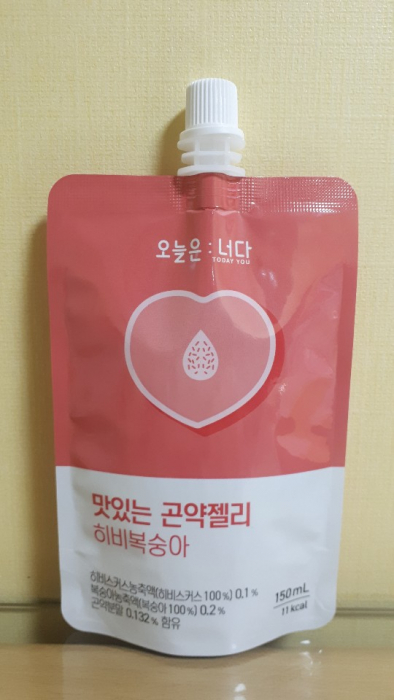 오늘은 : 너다
TODAY YOU
맛있는 곤약젤리
히비복숭아
히비스커스농축액(히비스커스 100%) 0.1%
복숭아농축액(복숭아 100%) 0.2%
곤약분말 0.132% 함유
150mL
11 kcal